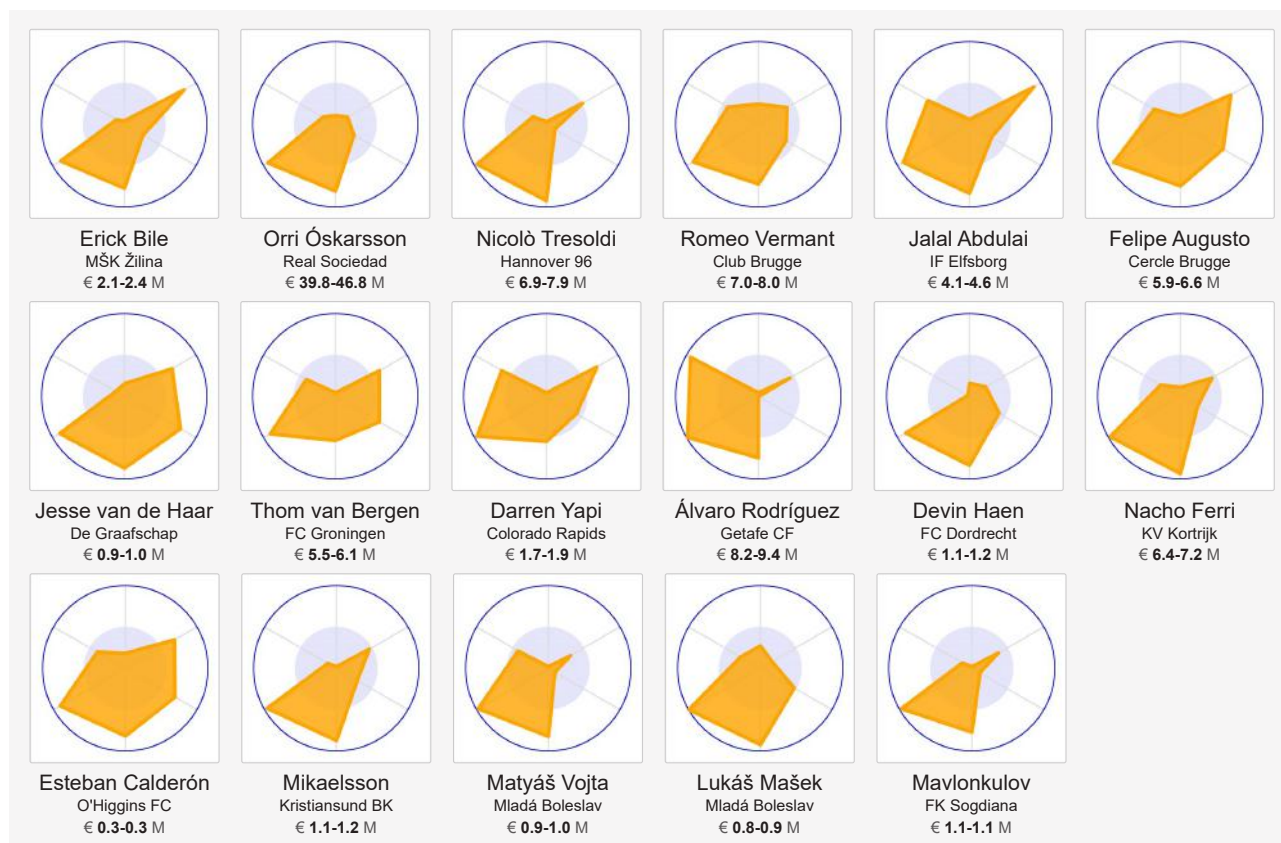 Erick Bile
MŠK Žilina
€ 2.1-2.4 M
Orri Óskarsson
Real Sociedad
€ 39.8-46.8 M
Nicolò Tresoldi
Hannover 96
€ 6.9-7.9 M
Romeo Vermant
Club Brugge
€ 7.0-8.0 M
Jalal Abdulai
IF Elfsborg
€ 4.1-4.6 M
Felipe Augusto
Cercle Brugge
€ 5.9-6.6 M
Jesse van de Haar
De Graafschap
€ 0.9-1.0 M
Thom van Bergen
FC Groningen
€ 5.5-6.1 M
Darren Yapi
Colorado Rapids
€ 1.7-1.9 M
Álvaro Rodríguez
Getafe CF
€ 8.2-9.4 M
Devin Haen
FC Dordrecht
€ 1.1-1.2 M
Nacho Ferri
KV Kortrijk
€ 6.4-7.2 M
Esteban Calderón
O'Higgins FC
€ 0.3-0.3 M
Mikaelsson
Kristiansund BK
€ 1.1-1.2 M
Matyáš Vojta
Mladá Boleslav
€ 0.9-1.0 M
Lukáš Mašek
Mladá Boleslav
€ 0.8-0.9 M
Mavlonkulov
FK Sogdiana
€ 1.1-1.1 M